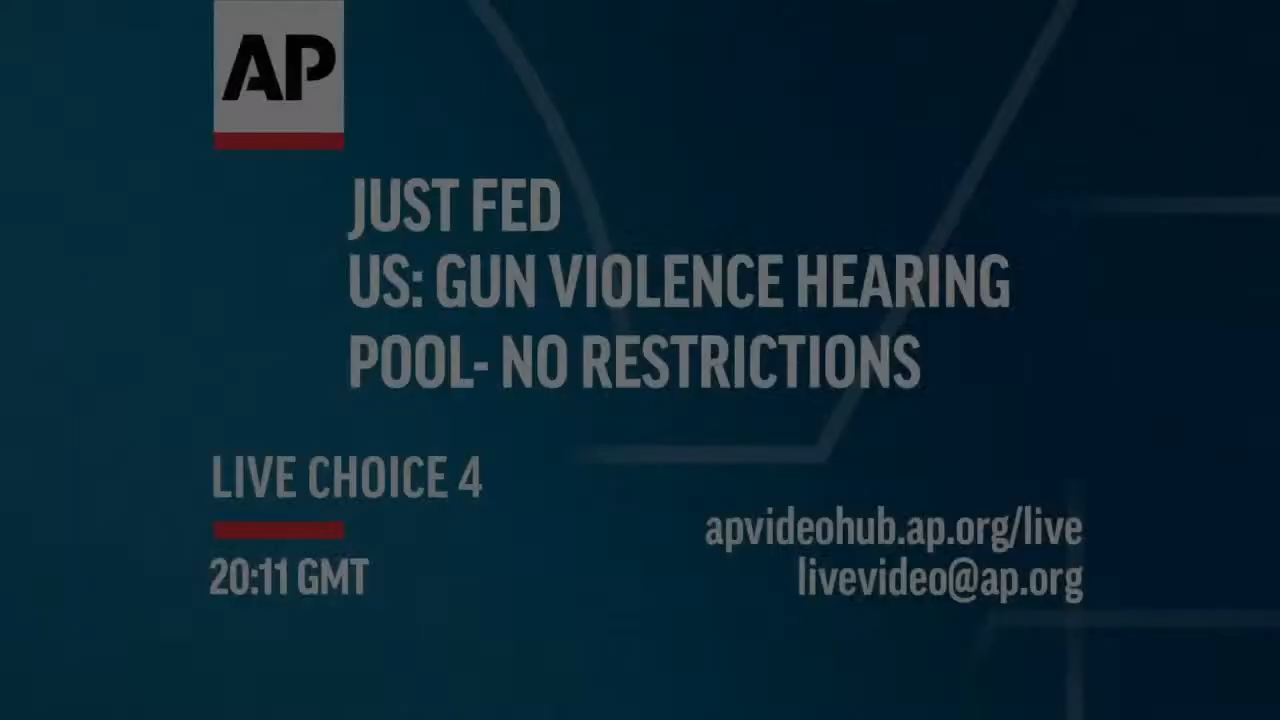 AP
JUST FED
US: GUN VIOLENCE HEARING
POOL- NO RESTRICTIONS
LIVE CHOICE 4
20:11 GMT
apvideohub.ap.org/live
livevideo@ap.org